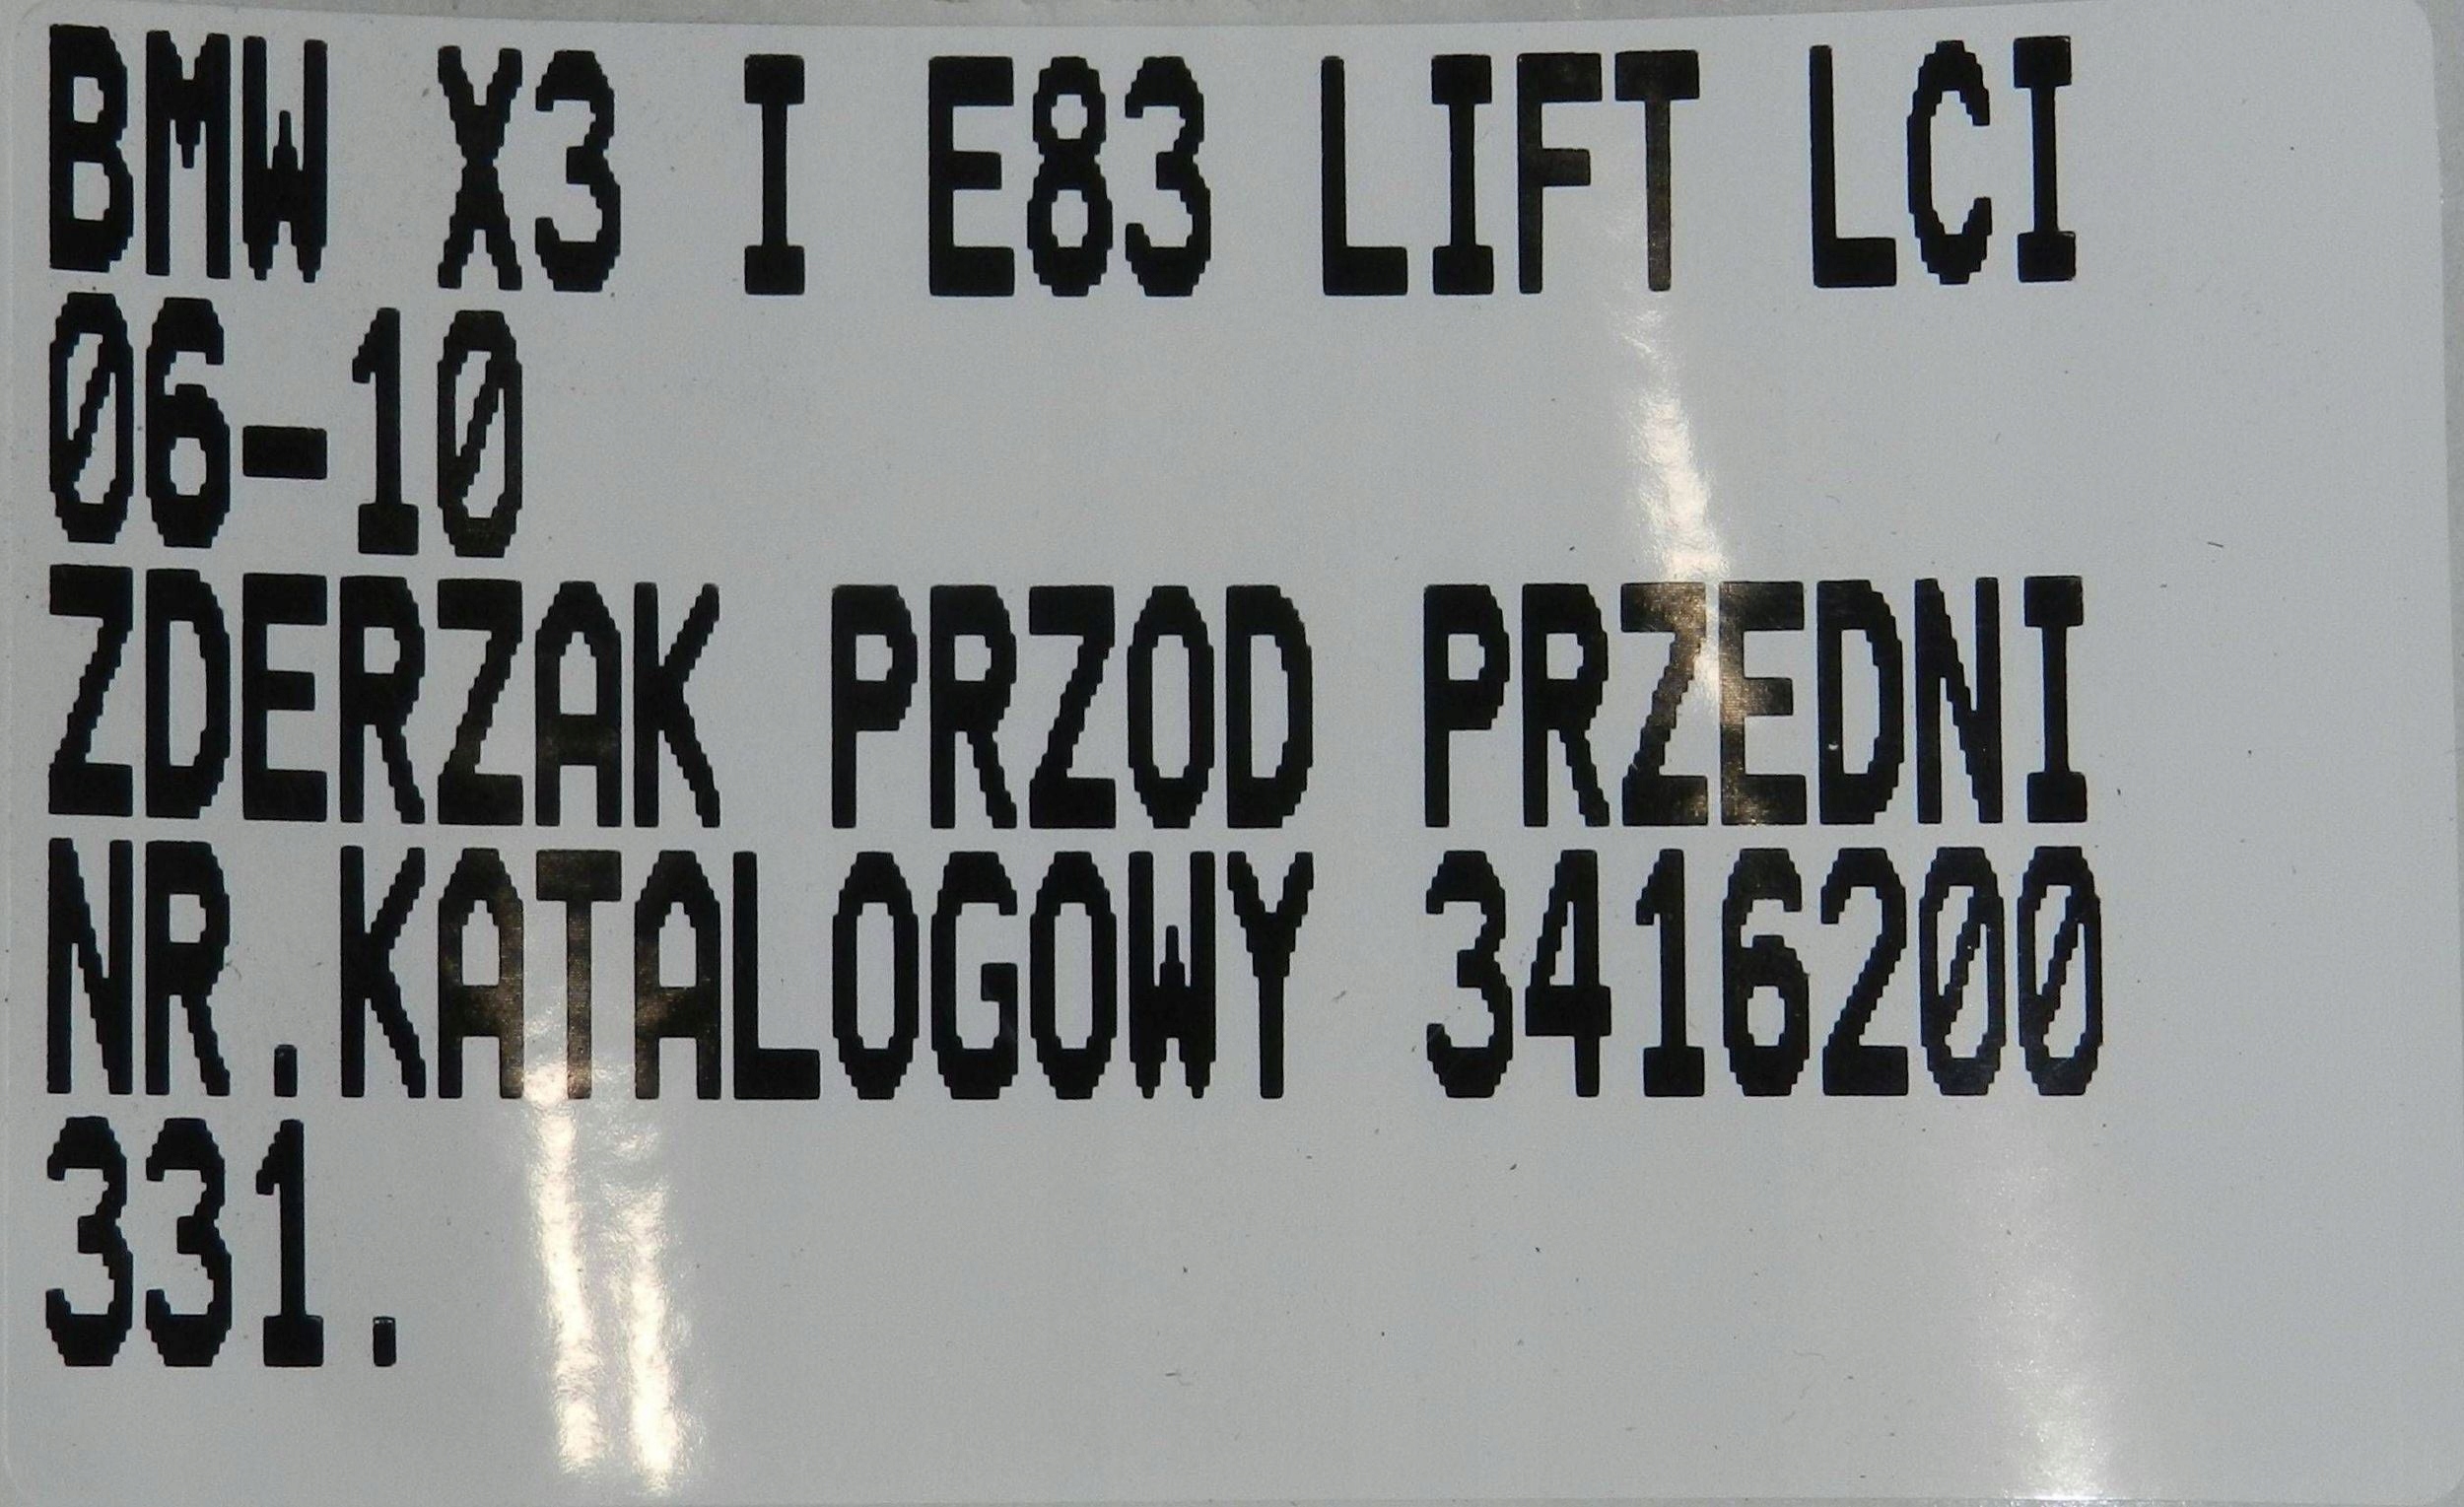 BMW X3 I E83 LIFT LCI
06-10
ZDERZAK PRZOD PRZEDNI
NR.KATALOGOWY 3416200
331.